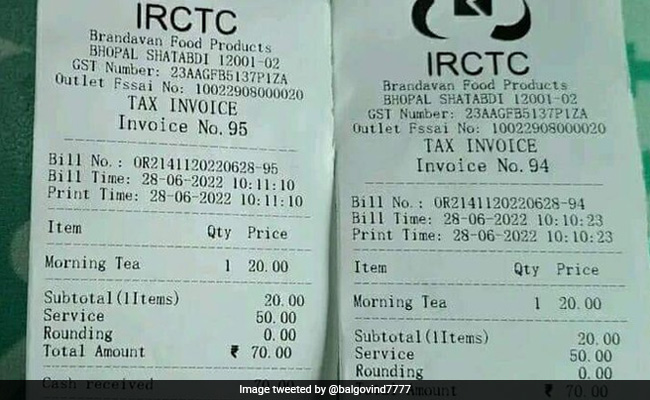 IRCTC
Brandavan Food Products
BHOPAL SHATABDI 12001-02
GST Number: 23AAGFB5137P1ZA
Outlet Fssai No: 10022908000020
TAX INVOICE
Invoice No. 95
Bill No.: OR2141120220628-95
Bill Time: 28-06-2022 10:11:10
Print Time: 28-06-2022 10:11:10
Item Qty Price
Morning Tea 1 20.00
Subtotal(1Items) 20.00
Service 50.00
Rounding 0.00
Total Amount ₹ 70.00
Cash received 70.00
IRCTC
Brandavan Food Products
BHOPAL SHATABDI 12001-02
GST Number: 23AAGFB5137P1ZA
Outlet Fssai No: 10022908000020
TAX INVOICE
Invoice No. 94
Bill No.: OR2141120220628-94
Bill Time: 28-06-2022 10:10:23
Print Time: 28-06-2022 10:10:23
Item Qty Price
Morning Tea 1 20.00
Subtotal(1Items) 20.00
Service 50.00
Rounding 0.00
Amount ₹ 70.00
Image tweeted by @balgovind7777.